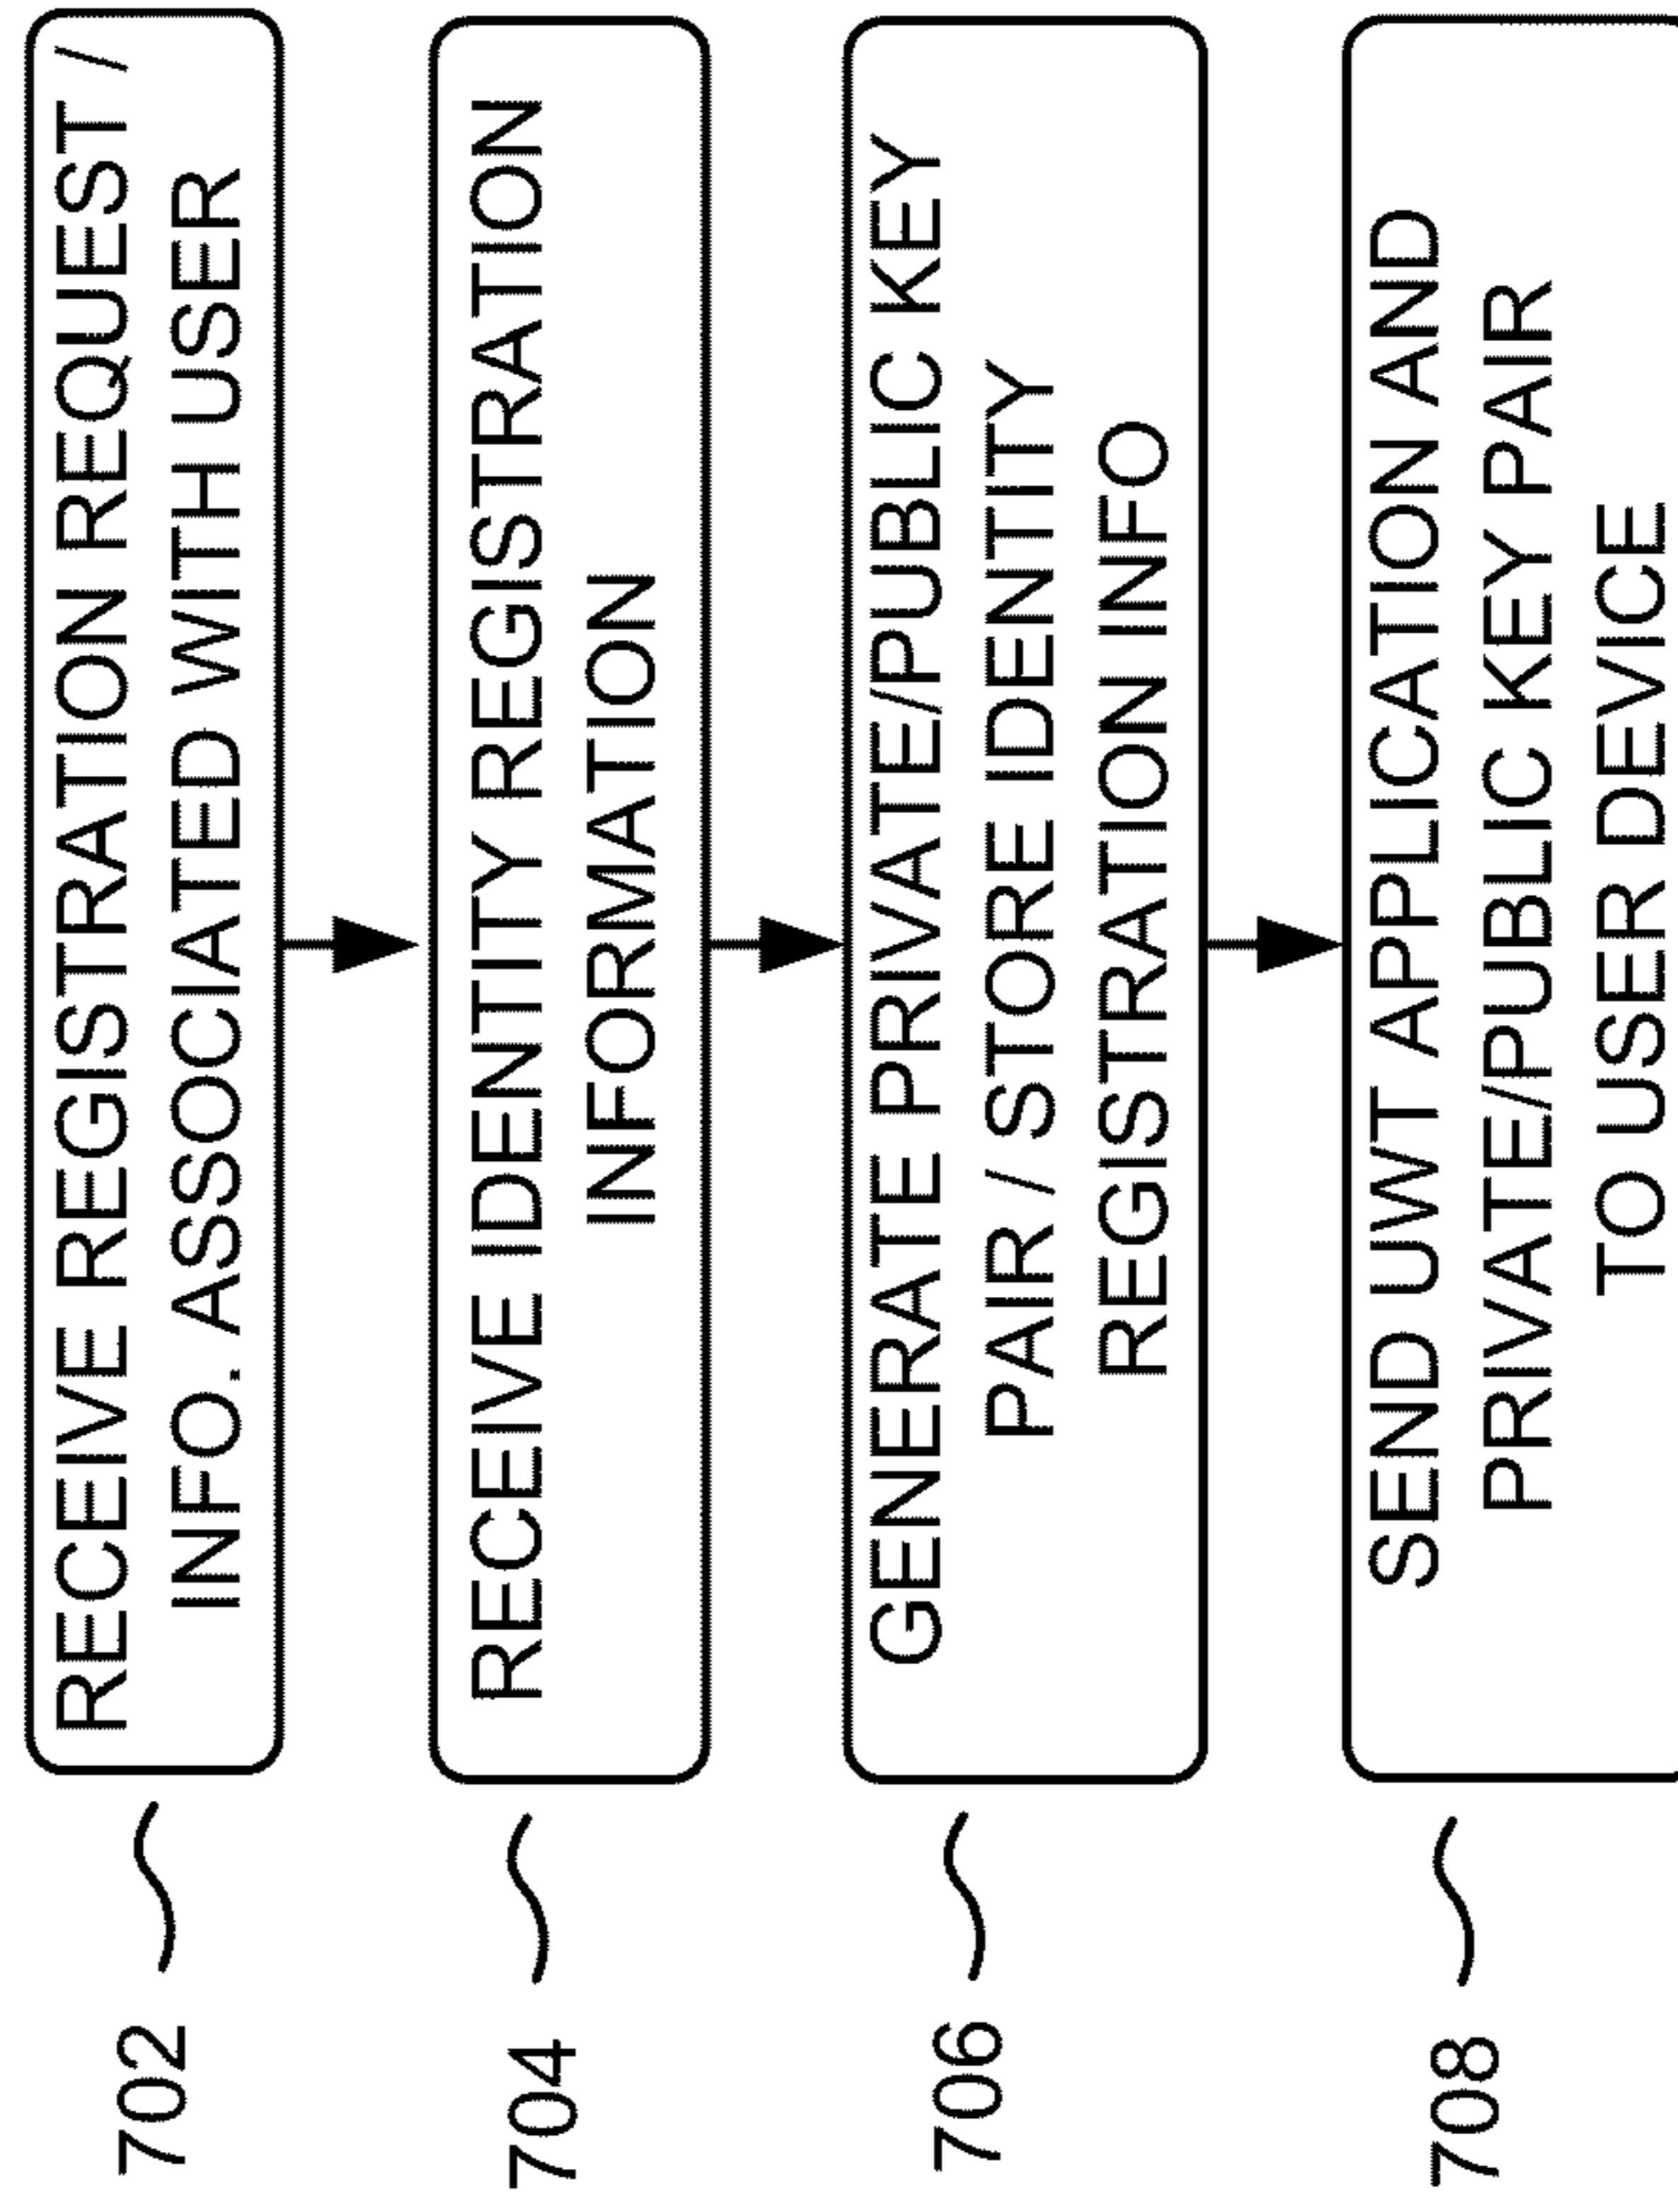 702
RECEIVE REGISTRATION REQUEST /
INFO. ASSOCIATED WITH USER
704
RECEIVE IDENTITY REGISTRATION
INFORMATION
706
GENERATE PRIVATE/PUBLIC KEY
PAIR / STORE IDENTITY
REGISTRATION INFO
708
SEND UWT APPLICATION AND
PRIVATE/PUBLIC KEY PAIR
TO USER DEVICE